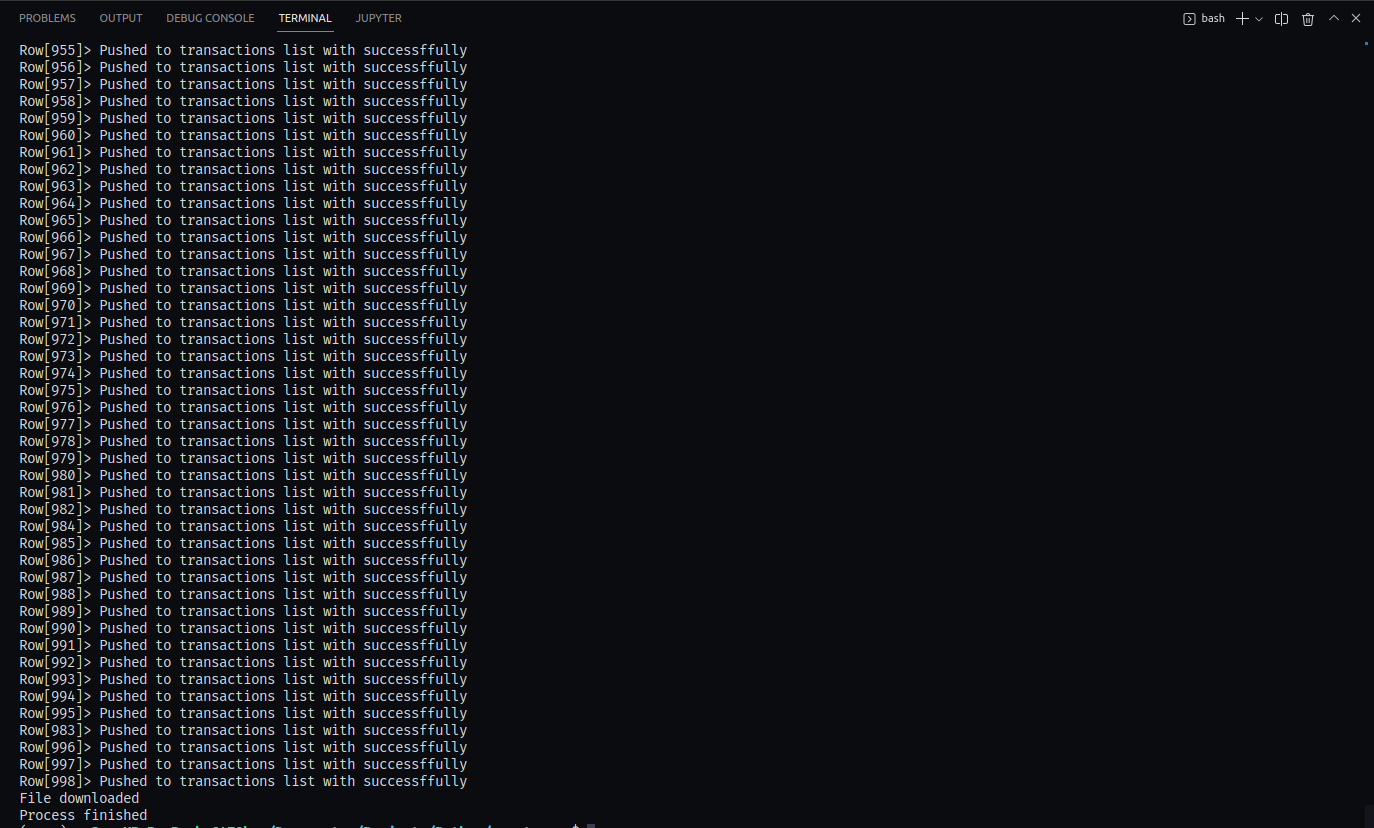 PROBLEMS OUTPUT DEBUG CONSOLE TERMINAL JUPYTER bash
Row[955]> Pushed to transactions list with successffully
Row[956]> Pushed to transactions list with successffully
Row[957]> Pushed to transactions list with successffully
Row[958]> Pushed to transactions list with successffully
Row[959]> Pushed to transactions list with successffully
Row[960]> Pushed to transactions list with successffully
Row[961]> Pushed to transactions list with successffully
Row[962]> Pushed to transactions list with successffully
Row[963]> Pushed to transactions list with successffully
Row[964]> Pushed to transactions list with successffully
Row[965]> Pushed to transactions list with successffully
Row[966]> Pushed to transactions list with successffully
Row[967]> Pushed to transactions list with successffully
Row[968]> Pushed to transactions list with successffully
Row[969]> Pushed to transactions list with successffully
Row[970]> Pushed to transactions list with successffully
Row[971]> Pushed to transactions list with successffully
Row[972]> Pushed to transactions list with successffully
Row[973]> Pushed to transactions list with successffully
Row[974]> Pushed to transactions list with successffully
Row[975]> Pushed to transactions list with successffully
Row[976]> Pushed to transactions list with successffully
Row[977]> Pushed to transactions list with successffully
Row[978]> Pushed to transactions list with successffully
Row[979]> Pushed to transactions list with successffully
Row[980]> Pushed to transactions list with successffully
Row[981]> Pushed to transactions list with successffully
Row[982]> Pushed to transactions list with successffully
Row[984]> Pushed to transactions list with successffully
Row[985]> Pushed to transactions list with successffully
Row[986]> Pushed to transactions list with successffully
Row[987]> Pushed to transactions list with successffully
Row[988]> Pushed to transactions list with successffully
Row[989]> Pushed to transactions list with successffully
Row[990]> Pushed to transactions list with successffully
Row[991]> Pushed to transactions list with successffully
Row[992]> Pushed to transactions list with successffully
Row[993]> Pushed to transactions list with successffully
Row[994]> Pushed to transactions list with successffully
Row[995]> Pushed to transactions list with successffully
Row[983]> Pushed to transactions list with successffully
Row[996]> Pushed to transactions list with successffully
Row[997]> Pushed to transactions list with successffully
Row[998]> Pushed to transactions list with successffully
File downloaded
Process finished